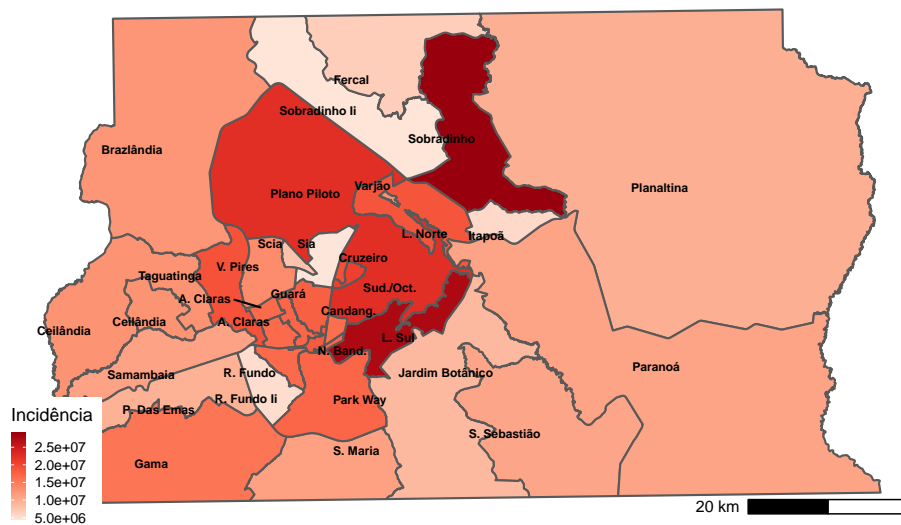 Fercal
Sobradinho Ii
Sobradinho
Brazlândia
Varjão
Plano Piloto
Planaltina
L. Norte
Itapoã
Scia
Sia
Cruzeiro
V. Pires
Taguatinga
Guará
Sud./Oct.
A. Claras
Candang.
A. Claras
Ceilândia
Ceilândia
L. Sul
N. Band.
Paranoá
Samambaia
R. Fundo
Jardim Botânico
R. Fundo Ii
Park Way
P. Das Emas
S. Sebastião
S. Maria
Gama
Incidência
2.5e+07
2.0e+07
1.5e+07
1.0e+07
5.0e+06
20 km